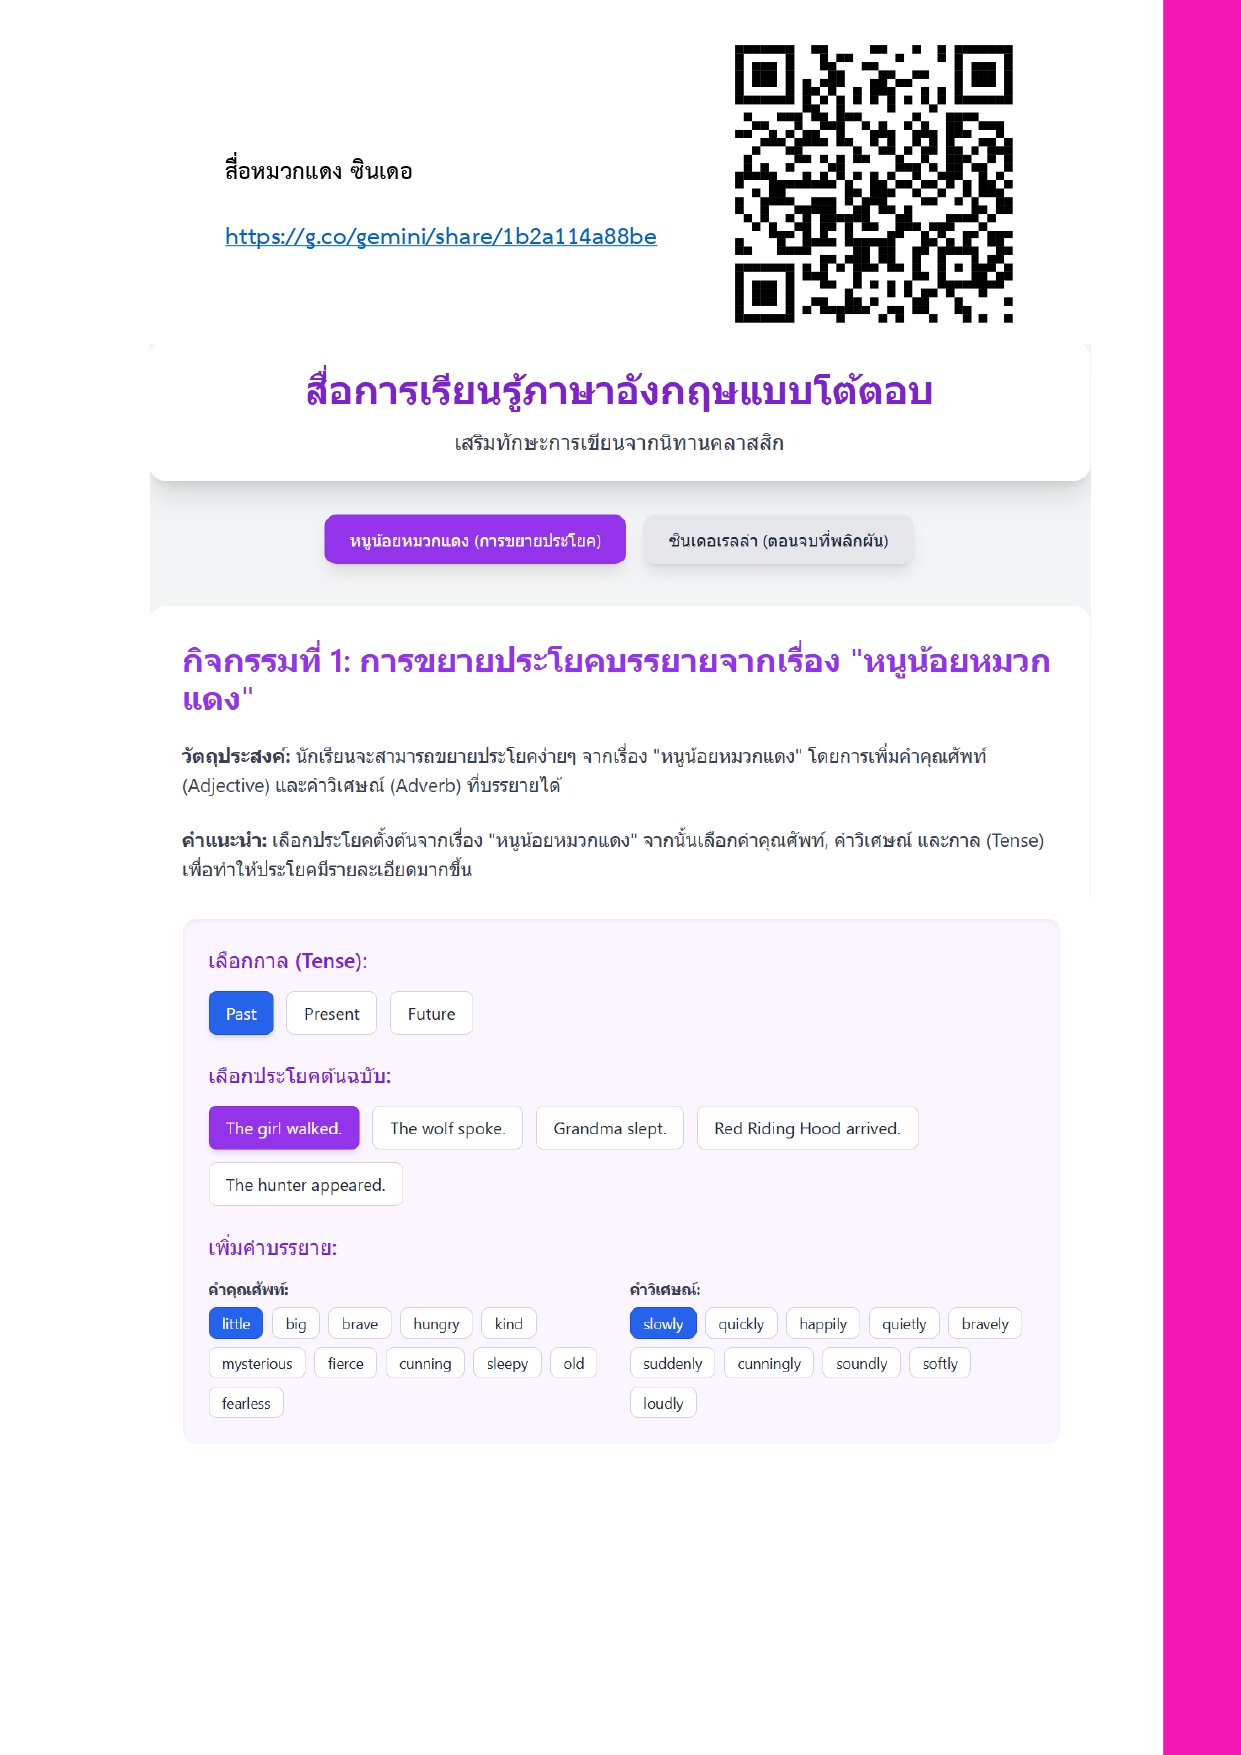 สื่อหมวกแดง ซินเดอ
https://g.co/gemini/share/1b2a114a88be
สื่อการเรียนรู้ภาษาอังกฤษแบบโต้ตอบ
เสริมทักษะการเขียนจากนิทานคลาสสิก
หนูน้อยหมวกแดง (การขยายประโยค)
ซินเดอเรลล่า (ตอนจบที่พลิกผัน)
กิจกรรมที่ 1: การขยายประโยคบรรยายจากเรื่อง "หนูน้อยหมวก
แดง"
วัตถุประสงค์: นักเรียนจะสามารถขยายประโยคง่ายๆ จากเรื่อง "หนูน้อยหมวกแดง" โดยการเพิ่มคำคุณศัพท์
(Adjective) และคำวิเศษณ์ (Adverb) ที่บรรยายได้
คำแนะนำ: เลือกประโยคตั้งต้นจากเรื่อง "หนูน้อยหมวกแดง" จากนั้นเลือกคำคุณศัพท์, คำวิเศษณ์ และกาล (Tense)
เพื่อทำให้ประโยคมีรายละเอียดมากขึ้น
เลือกกาล (Tense):
Past Present Future
เลือกประโยคต้นฉบับ:
The girl walked. The wolf spoke. Grandma slept. Red Riding Hood arrived.
The hunter appeared.
เพิ่มคำบรรยาย:
คำคุณศัพท์:
little big brave hungry kind
mysterious fierce cunning sleepy old
fearless
คำวิเศษณ์:
slowly quickly happily quietly bravely
suddenly cunningly soundly softly
loudly